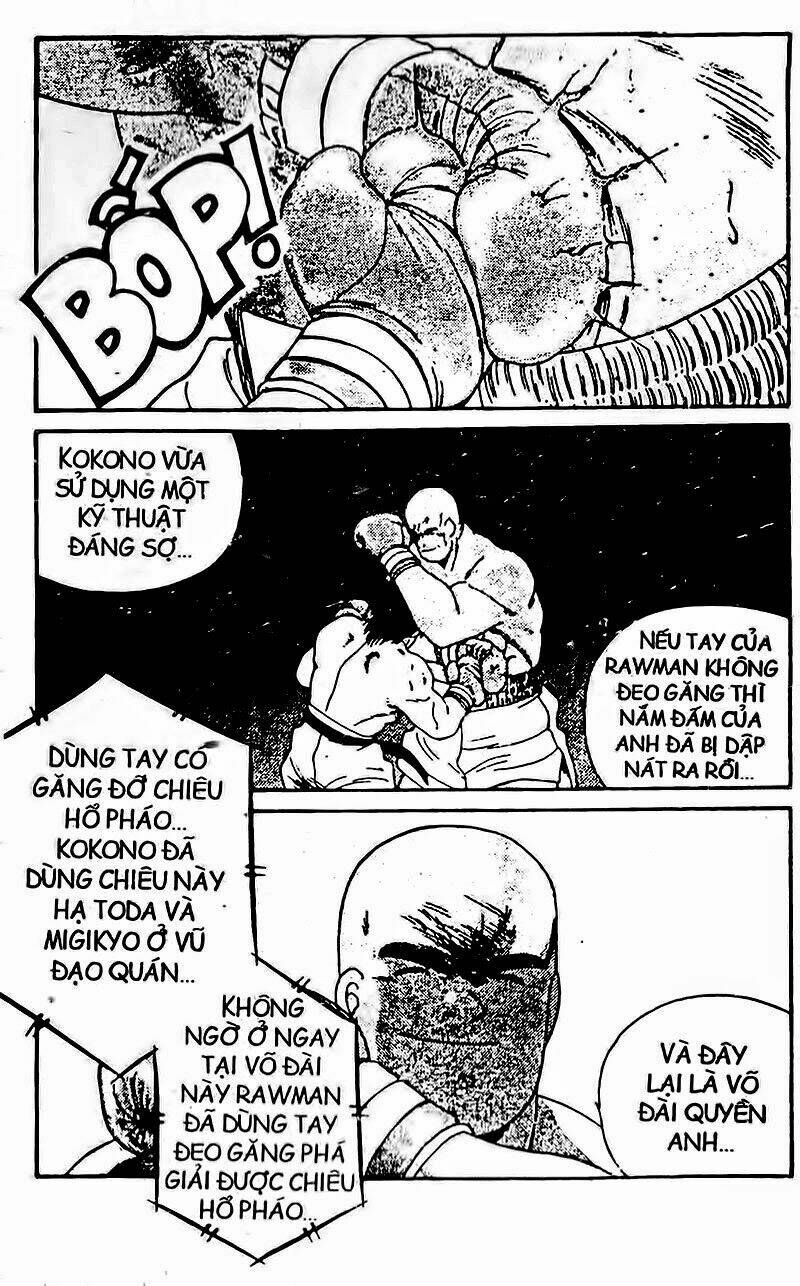 BỐP!
KOKONO VỪA
SỬ DỤNG MỘT
KỸ THUẬT
ĐÁNG SỢ...
NẾU TAY CỦA
RAWMAN KHÔNG
ĐEO GĂNG THÌ
NẮM ĐẤM CỦA
ANH ĐÃ BỊ DẬP
NÁT RA RỒI...
DÙNG TAY CÓ
GĂNG ĐỠ CHIÊU
HỔ PHÁO...
KOKONO ĐÃ
DÙNG CHIÊU NÀY
HẠ TODA VÀ
MIGIKYO Ở VŨ
ĐẠO QUÁN...
KHÔNG
NGỜ Ở NGAY
TẠI VÕ ĐÀI
NÀY RAWMAN
ĐÃ DÙNG TAY
ĐEO GĂNG PHÁ
GIẢI ĐƯỢC CHIÊU
HỔ PHÁO...
VÀ ĐÂY
LẠI LÀ VÕ
ĐÀI QUYỀN
ANH...